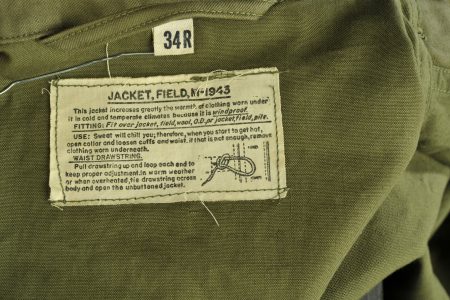 34R
JACKET, FIELD, M-1943
This jacket increases greatly the warmth of clothing worn under
it in cold and temperate climates because it is windproof.
FITTING: Fit over jacket, field, wool, O.D. or jacket, field, pile.
USE: Sweat will chill you; therefore, when you start to get hot,
open collar and loosen cuffs and waist. if that is not enough, remove
clothing worn underneath.
WAIST DRAWSTRING.
Pull drawstring up and loop each end to
keep proper adjustment. in warm weather
or when overheated, tie drawstring across
body and open the unbuttoned jacket.